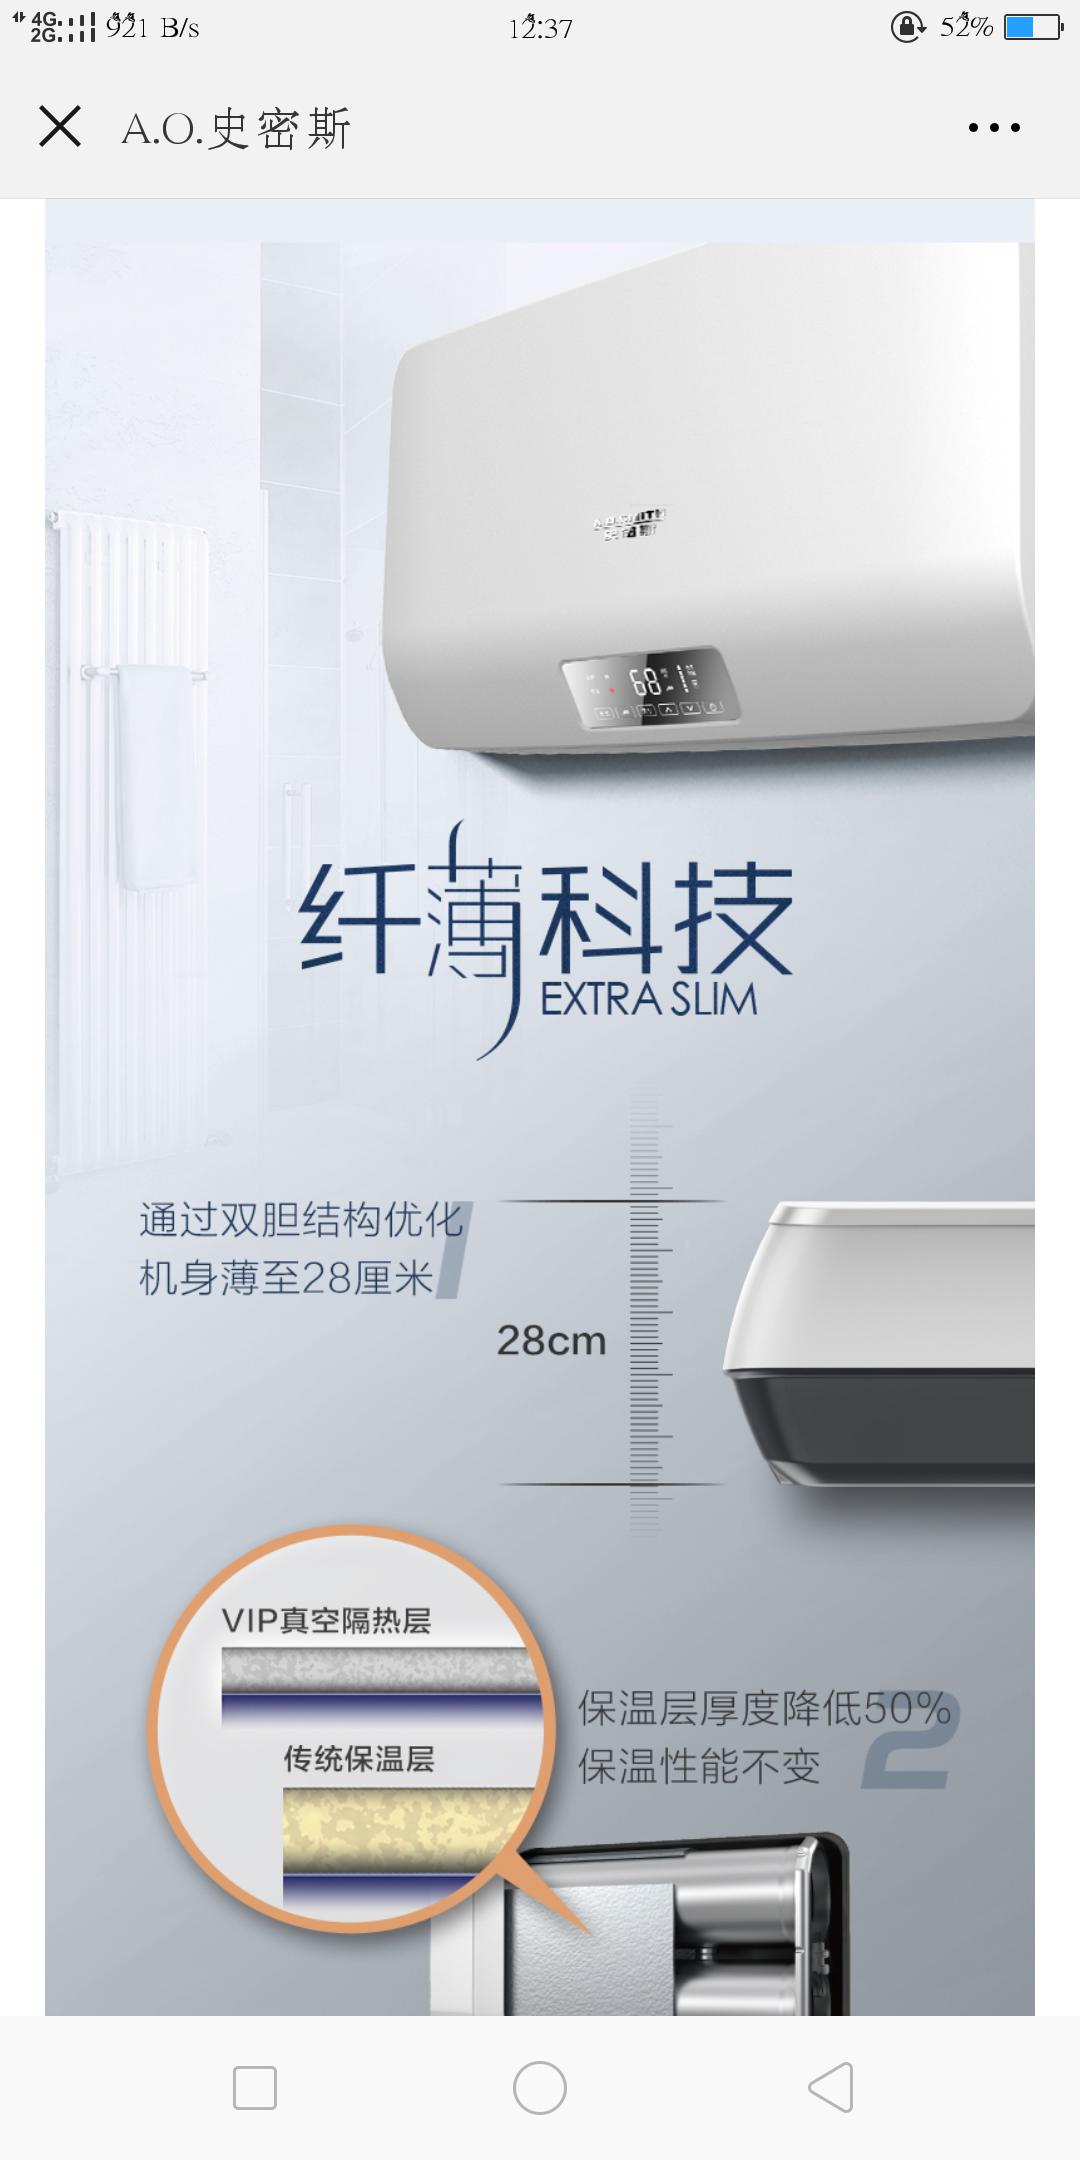 4G
2G
921 B/s
12:37
52%
A.O.史密斯
68
纤薄科技
EXTRA SLIM
通过双胆结构优化
机身薄至28厘米
1
28cm
VIP真空隔热层
传统保温层
保温层厚度降低50%
保温性能不变
2